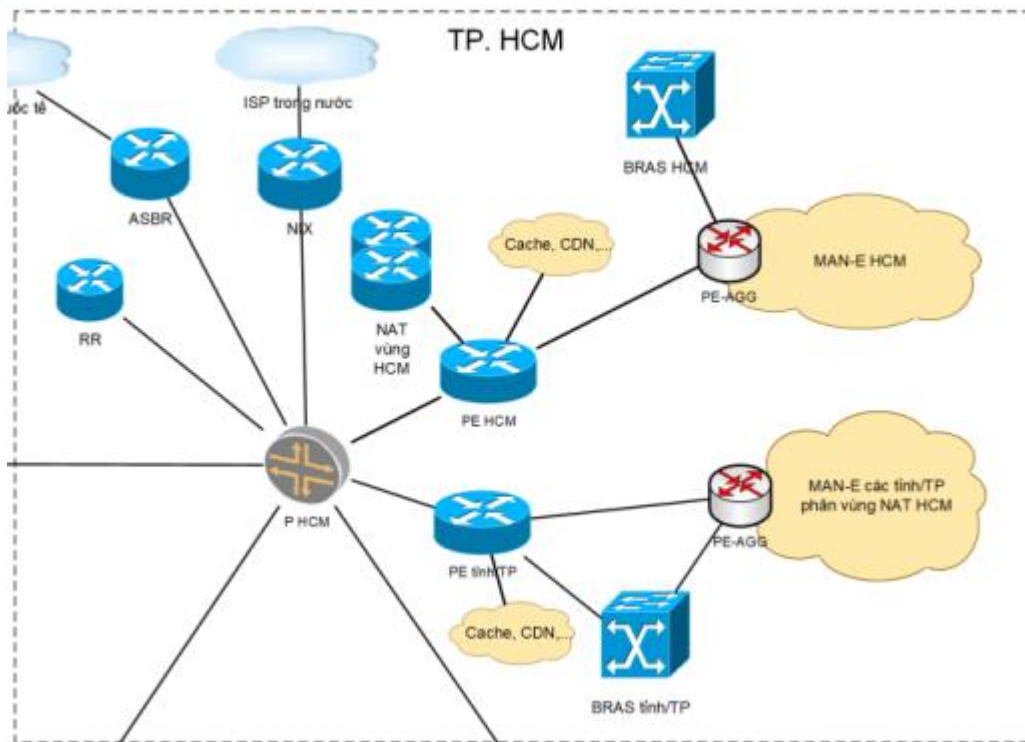 TP. HCM
uốc tế
ISP trong nước
BRAS HCM
ASBR
NIX
Cache, CDN,...
MAN-E HCM
PE-AGG
RR
NAT
vùng
HCM
PE HCM
MAN-E các tỉnh/TP
phân vùng NAT HCM
P HCM
PE-AGG
PE tỉnh/TP
Cache, CDN,...
BRAS tỉnh/TP